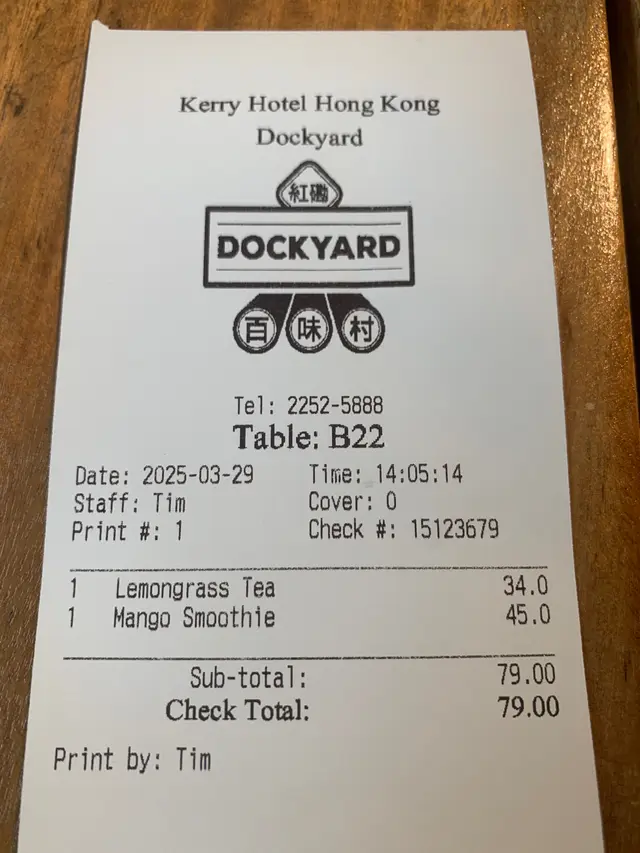 Kerry Hotel Hong Kong
Dockyard
紅磡
DOCKYARD
百味村
Tel: 2252-5888
Table: B22
Date: 2025-03-29 Time: 14:05:14
Staff: Tim Cover: 0
Print #: 1 Check #: 15123679
1 Lemongrass Tea 34.0
1 Mango Smoothie 45.0
Sub-total: 79.00
Check Total: 79.00
Print by: Tim